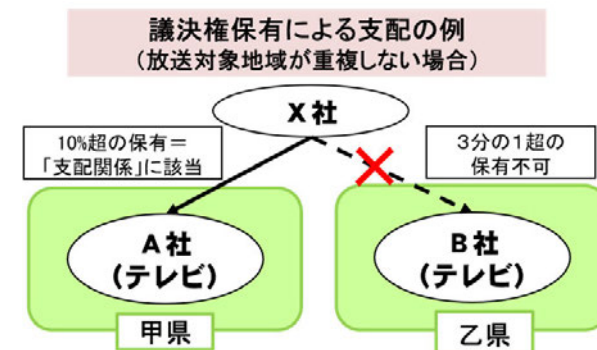 議決権保有による支配の例
（放送対象地域が重複しない場合）
X社
10%超の保有＝
「支配関係」に該当
3分の1超の
保有不可
A社
（テレビ）
B社
（テレビ）
甲県
乙県